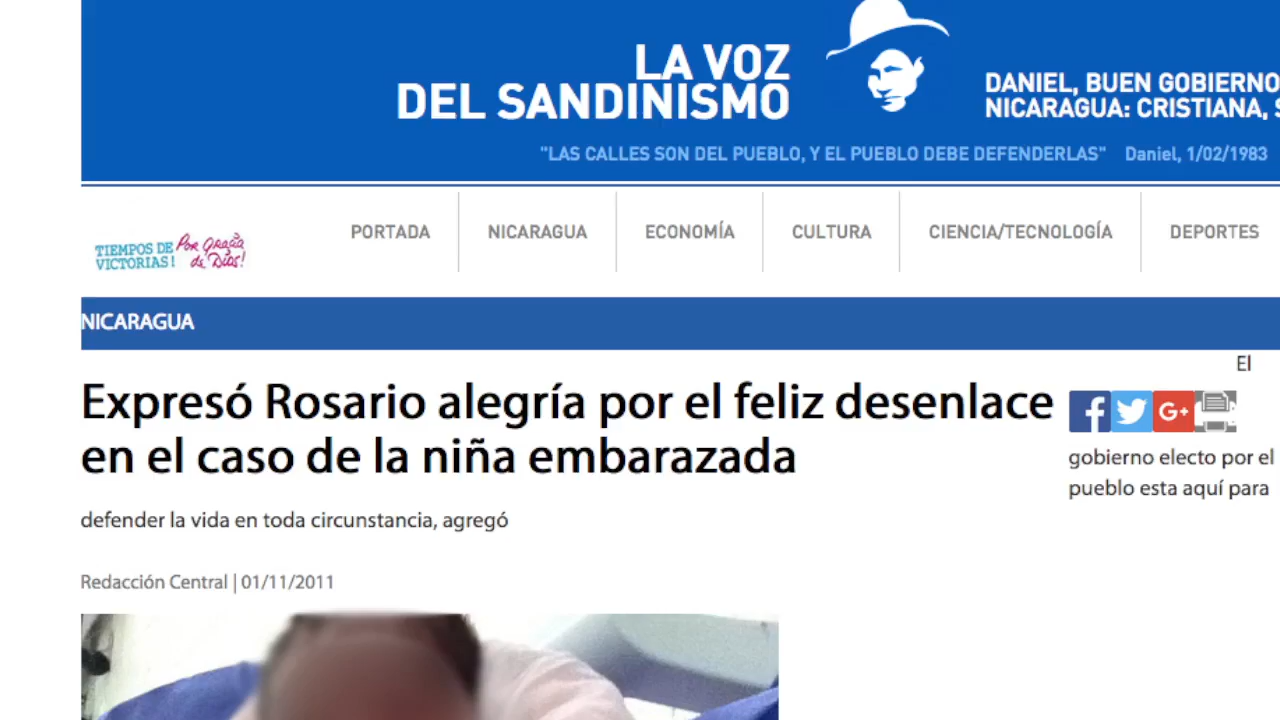 LA VOZ
DEL SANDINISMO
DANIEL, BUEN GOBIERNO
NICARAGUA: CRISTIANA, S
"LAS CALLES SON DEL PUEBLO, Y EL PUEBLO DEBE DEFENDERLAS" Daniel, 1/02/1983
TIEMPOS DE
VICTORIAS!
Por gracia
de Dios!
PORTADA
NICARAGUA
ECONOMÍA
CULTURA
CIENCIA/TECNOLOGÍA
DEPORTES
NICARAGUA
Expresó Rosario alegría por el feliz desenlace
en el caso de la niña embarazada
El
gobierno electo por el
pueblo esta aquí para
defender la vida en toda circunstancia, agregó
Redacción Central | 01/11/2011